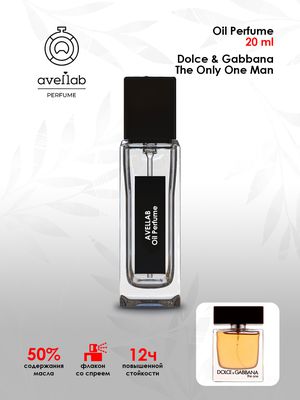 avellab
PERFUME
Oil Perfume
20 ml
Dolce & Gabbana
The Only One Man
AVELLAB
Oil Perfume
50%
содержания
масла
флакон
со спреем
12ч
повышенной
стойкости
DOLCE&GABBANA
the one